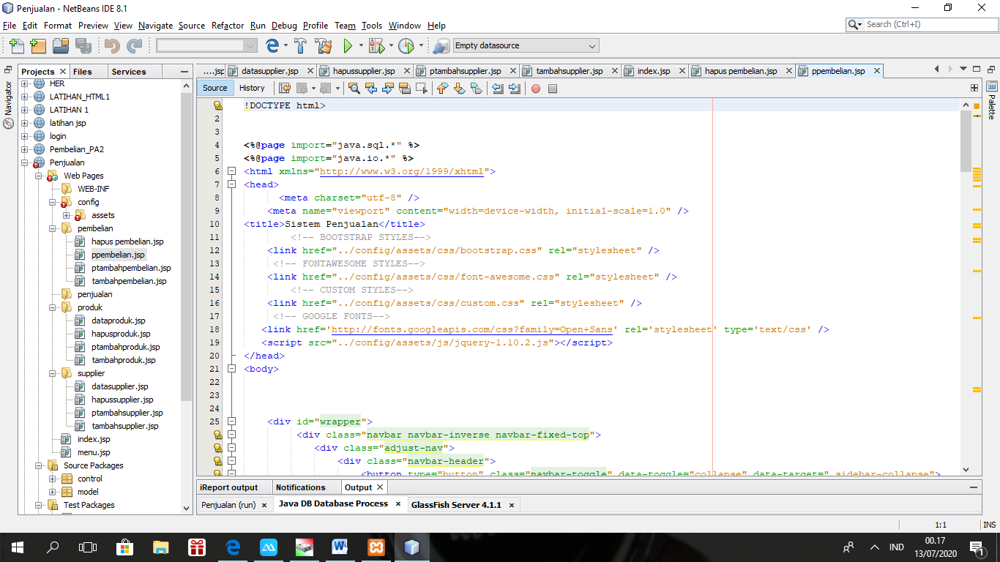 Penjualan - NetBeans IDE 8.1
File Edit Format Preview View Navigate Source Refactor Run Debug Profile Team Tools Window Help
Search (Ctrl+I)
Empty datasource
Projects Files Services
Navigator
HER
LATIHAN_HTML1
LATIHAN 1
latihan jsp
login
Pembelian_PA2
Penjualan
Web Pages
WEB-INF
config
assets
pembelian
hapus pembelian.jsp
ppembelian.jsp
ptambahpembelian.jsp
tambahpembelian.jsp
penjualan
produk
dataproduk.jsp
hapusproduk.jsp
ptambahproduk.jsp
tambahproduk.jsp
supplier
datasupplier.jsp
hapussupplier.jsp
ptambahsupplier.jsp
tambahsupplier.jsp
index.jsp
menu.jsp
Source Packages
control
model
Test Packages
....jsp datasupplier.jsp hapussupplier.jsp ptambahsupplier.jsp tambahsupplier.jsp index.jsp hapus pembelian.jsp ppembelian.jsp
Source History
Palette
!DOCTYPE html>
2
3
4 <%@page import="java.sql.*" %>
5 <%@page import="java.io.*" %>
6 <html xmlns="http://www.w3.org/1999/xhtml">
7 <head>
8 <meta charset="utf-8" />
9 <meta name="viewport" content="width=device-width, initial-scale=1.0" />
10 <title>Sistem Penjualan</title>
11 <!-- BOOTSTRAP STYLES-->
12 <link href="../config/assets/css/bootstrap.css" rel="stylesheet" />
13 <!-- FONTAWESOME STYLES-->
14 <link href="../config/assets/css/font-awesome.css" rel="stylesheet" />
15 <!-- CUSTOM STYLES-->
16 <link href="../config/assets/css/custom.css" rel="stylesheet" />
17 <!-- GOOGLE FONTS-->
18 <link href='http://fonts.googleapis.com/css?family=Open+Sans' rel='stylesheet' type='text/css' />
19 <script src="../config/assets/js/jquery-1.10.2.js"></script>
20 </head>
21 <body>
22
23
24
25 <div id="wrapper">
<div class="navbar navbar-inverse navbar-fixed-top">
<div class="adjust-nav">
<div class="navbar-header">
<button type="button" class="navbar-toggle" data-toggle="collapse" data-target=".sidebar-collapse">
iReport output Notifications Output
Penjualan (run) Java DB Database Process GlassFish Server 4.1.1
1:1 INS
IND
00.17
13/07/2020
1